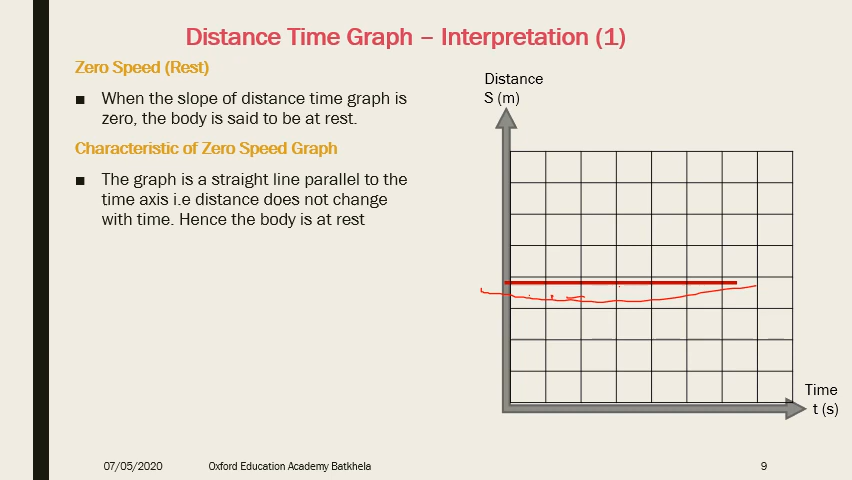 Distance Time Graph – Interpretation (1)
Zero Speed (Rest)
■ When the slope of distance time graph is
zero, the body is said to be at rest.
Characteristic of Zero Speed Graph
■ The graph is a straight line parallel to the
time axis i.e distance does not change
with time. Hence the body is at rest
Distance
S (m)
Time
t (s)
07/05/2020
Oxford Education Academy Batkhela
9